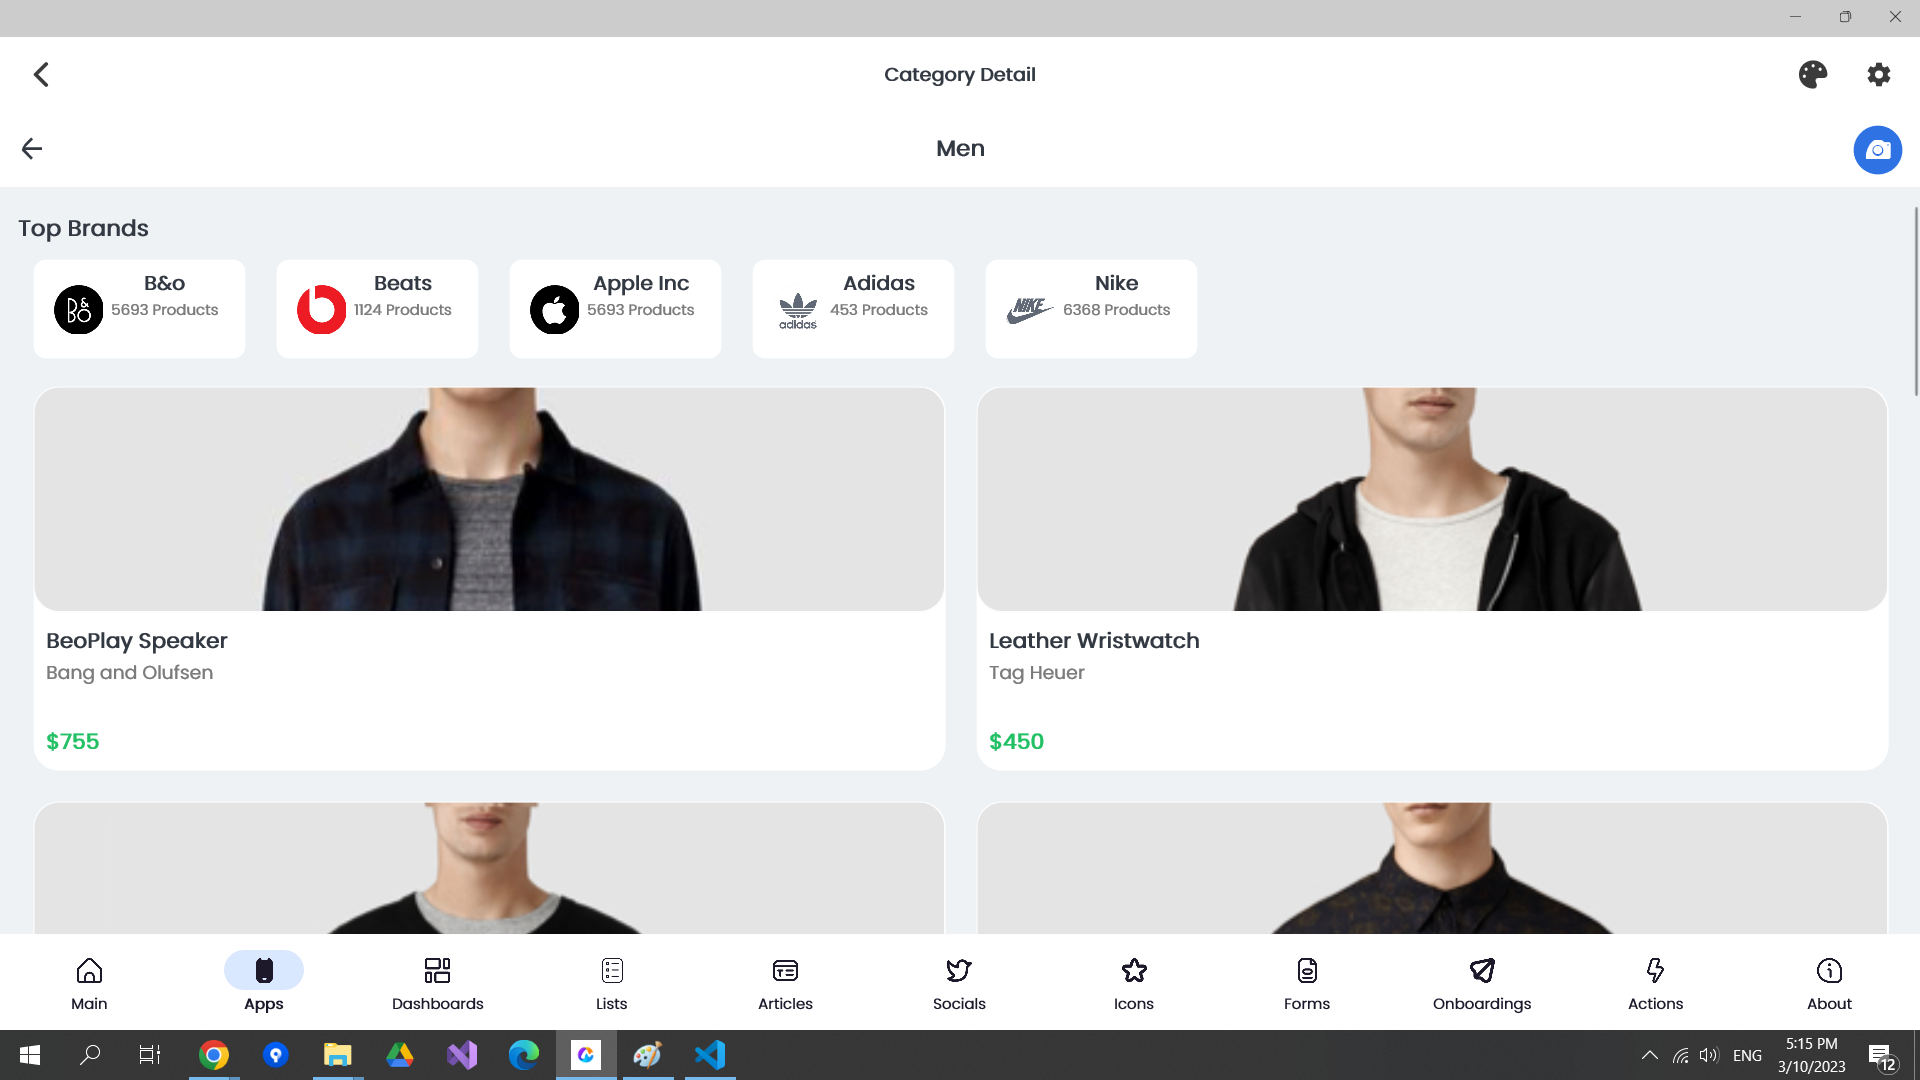 Category Detail
Men
Top Brands
B&o
5693 Products
Beats
1124 Products
Apple Inc
5693 Products
adidas
Adidas
453 Products
NIKE
Nike
6368 Products
BeoPlay Speaker
Bang and Olufsen
$755
Leather Wristwatch
Tag Heuer
$450
Main
Apps
Dashboards
Lists
Articles
Socials
Icons
Forms
Onboardings
Actions
About
ENG
5:15 PM
3/10/2023
12